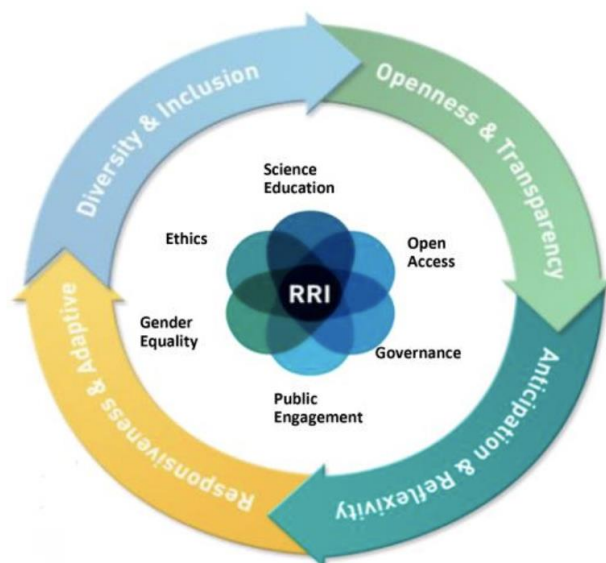 Diversity & Inclusion
Openness & Transparency
Anticipation & Reflexivity
Responsiveness & Adaptive
Science
Education
Ethics
Open
Access
RRI
Gender
Equality
Governance
Public
Engagement